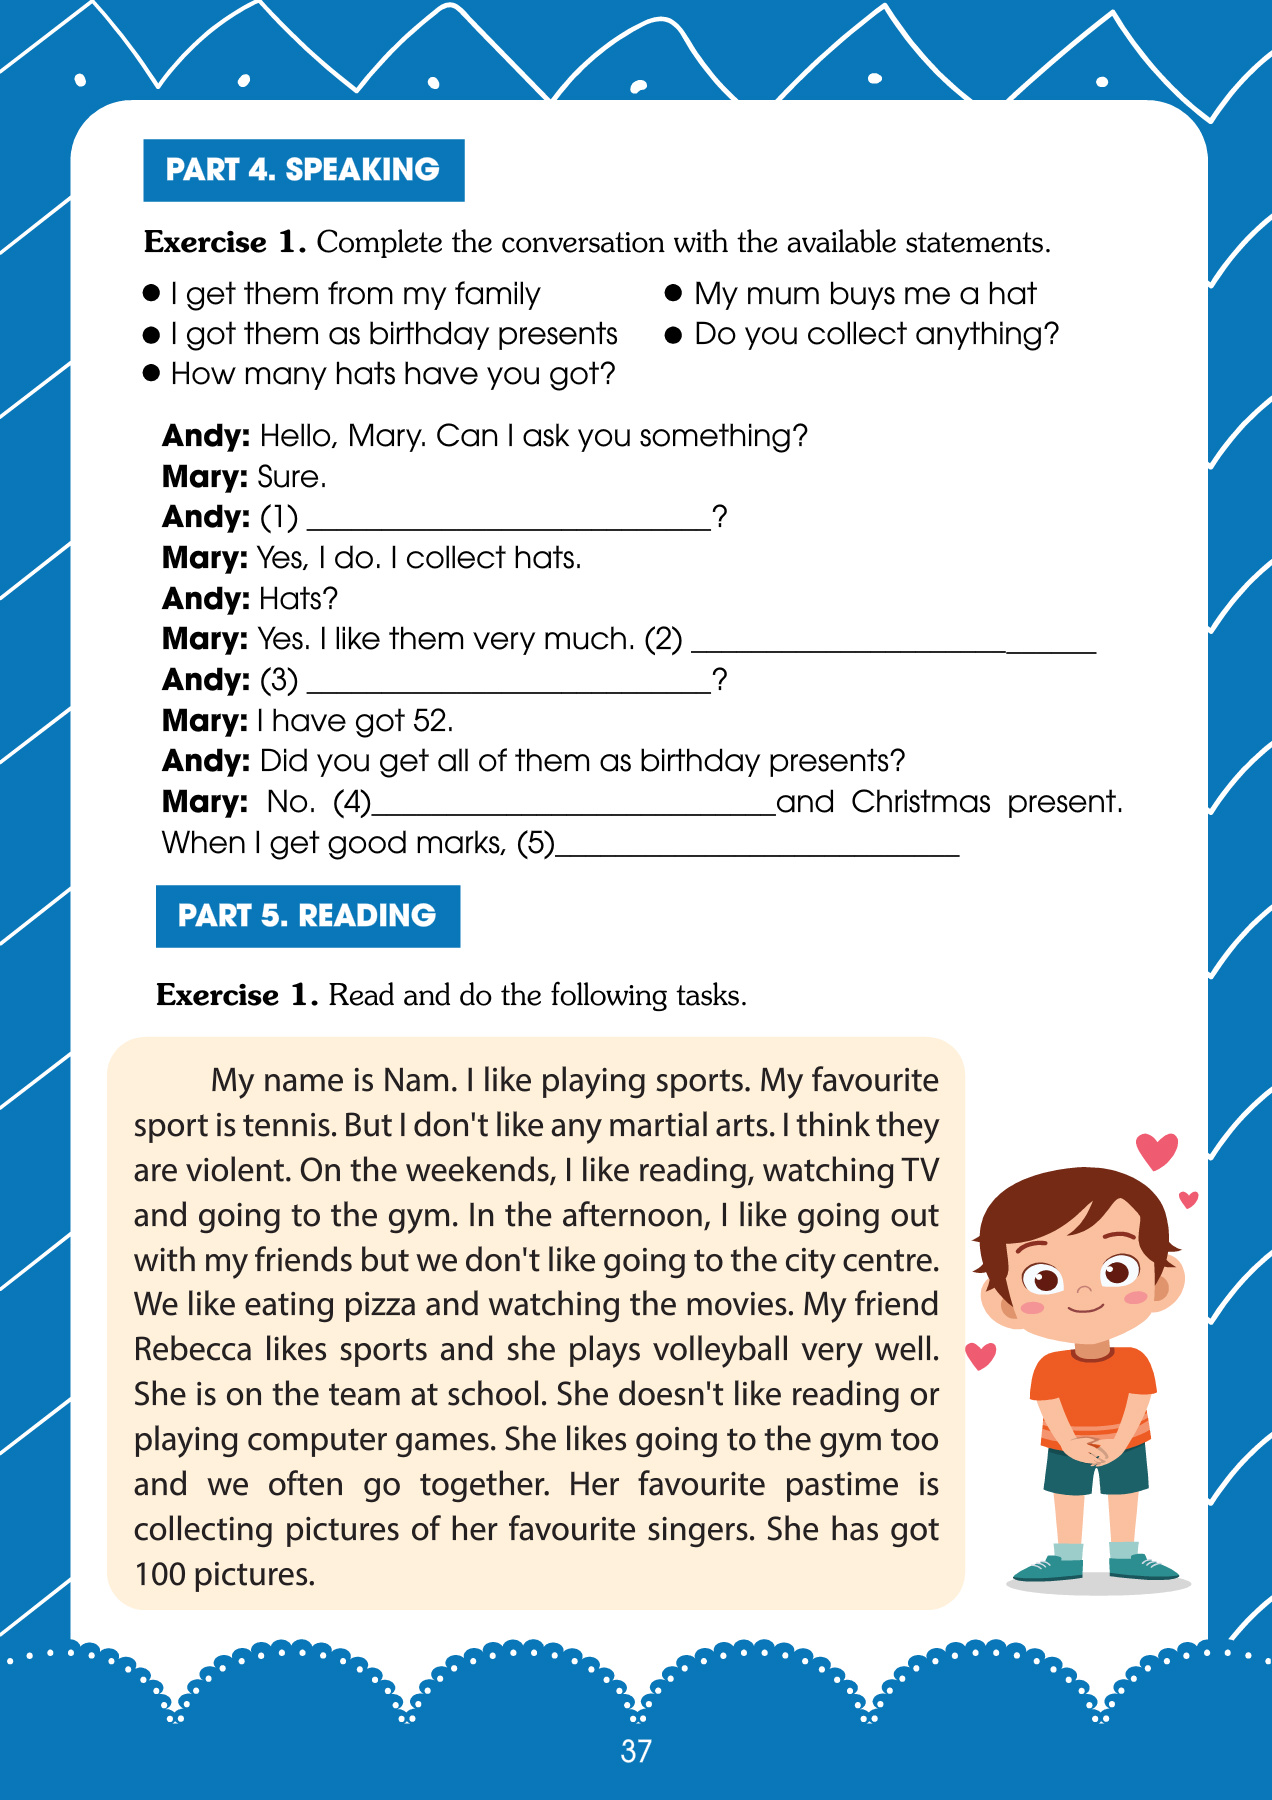 PART 4. SPEAKING
Exercise 1. Complete the conversation with the available statements.
● I get them from my family
● My mum buys me a hat
● I got them as birthday presents
● Do you collect anything?
● How many hats have you got?
Andy: Hello, Mary. Can I ask you something?
Mary: Sure.
Andy: (1) ___________________________?
Mary: Yes, I do. I collect hats.
Andy: Hats?
Mary: Yes. I like them very much. (2) ___________________________
Andy: (3) ___________________________?
Mary: I have got 52.
Andy: Did you get all of them as birthday presents?
Mary: No. (4)___________________________and Christmas present.
When I get good marks, (5)___________________________
PART 5. READING
Exercise 1. Read and do the following tasks.
My name is Nam. I like playing sports. My favourite
sport is tennis. But I don't like any martial arts. I think they
are violent. On the weekends, I like reading, watching TV
and going to the gym. In the afternoon, I like going out
with my friends but we don't like going to the city centre.
We like eating pizza and watching the movies. My friend
Rebecca likes sports and she plays volleyball very well.
She is on the team at school. She doesn't like reading or
playing computer games. She likes going to the gym too
and we often go together. Her favourite pastime is
collecting pictures of her favourite singers. She has got
100 pictures.
37